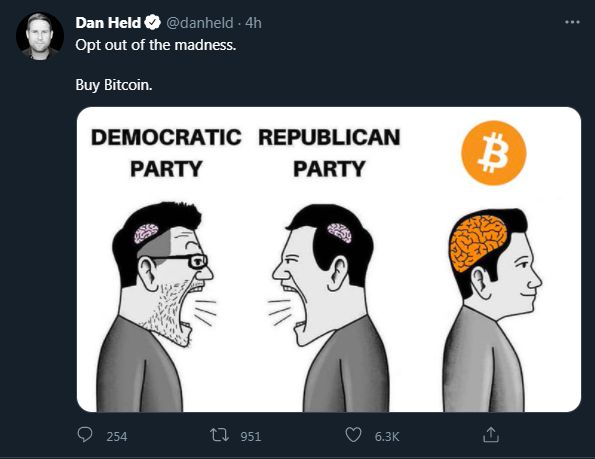 Dan Held @danheld · 4h
Opt out of the madness.
Buy Bitcoin.
DEMOCRATIC REPUBLICAN
PARTY PARTY
254 951 6.3K